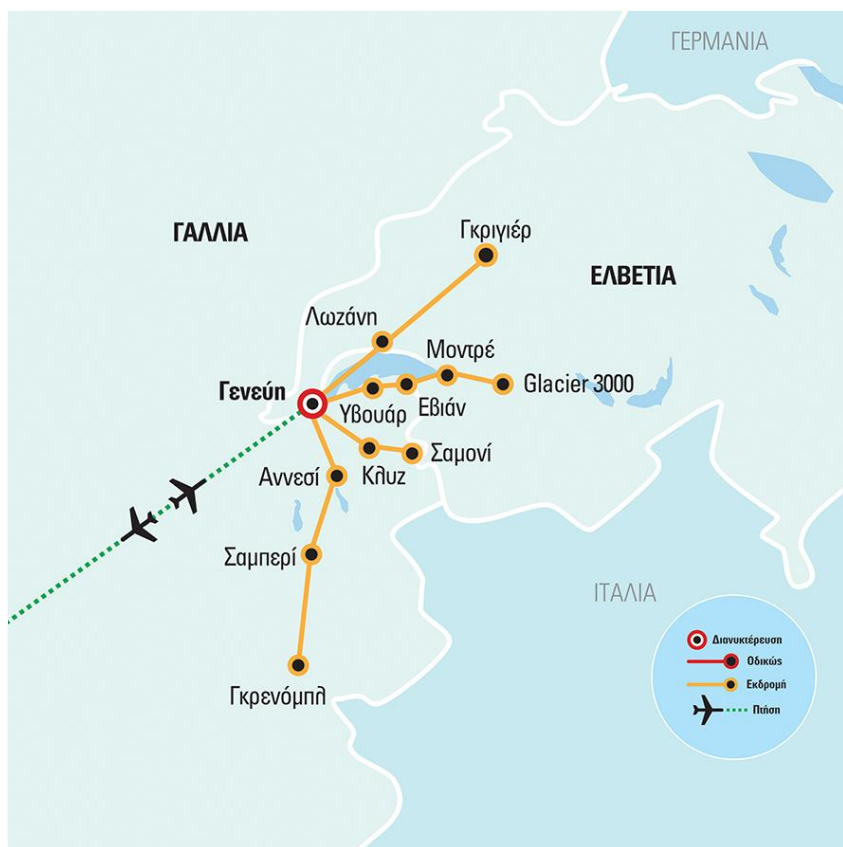 ΓΕΡΜΑΝΙΑ
ΓΑΛΛΙΑ
Γκριγιέρ
ΕΛΒΕΤΙΑ
Λωζάνη
Μοντρέ
Γενεύη
Glacier 3000
Υβουάρ
Εβιάν
Αννεσί
Κλυζ
Σαμονί
Σαμπερί
ΙΤΑΛΙΑ
Γκρενόμπλ
Διανυκτέρευση
Οδικώς
Εκδρομή
Πτήση